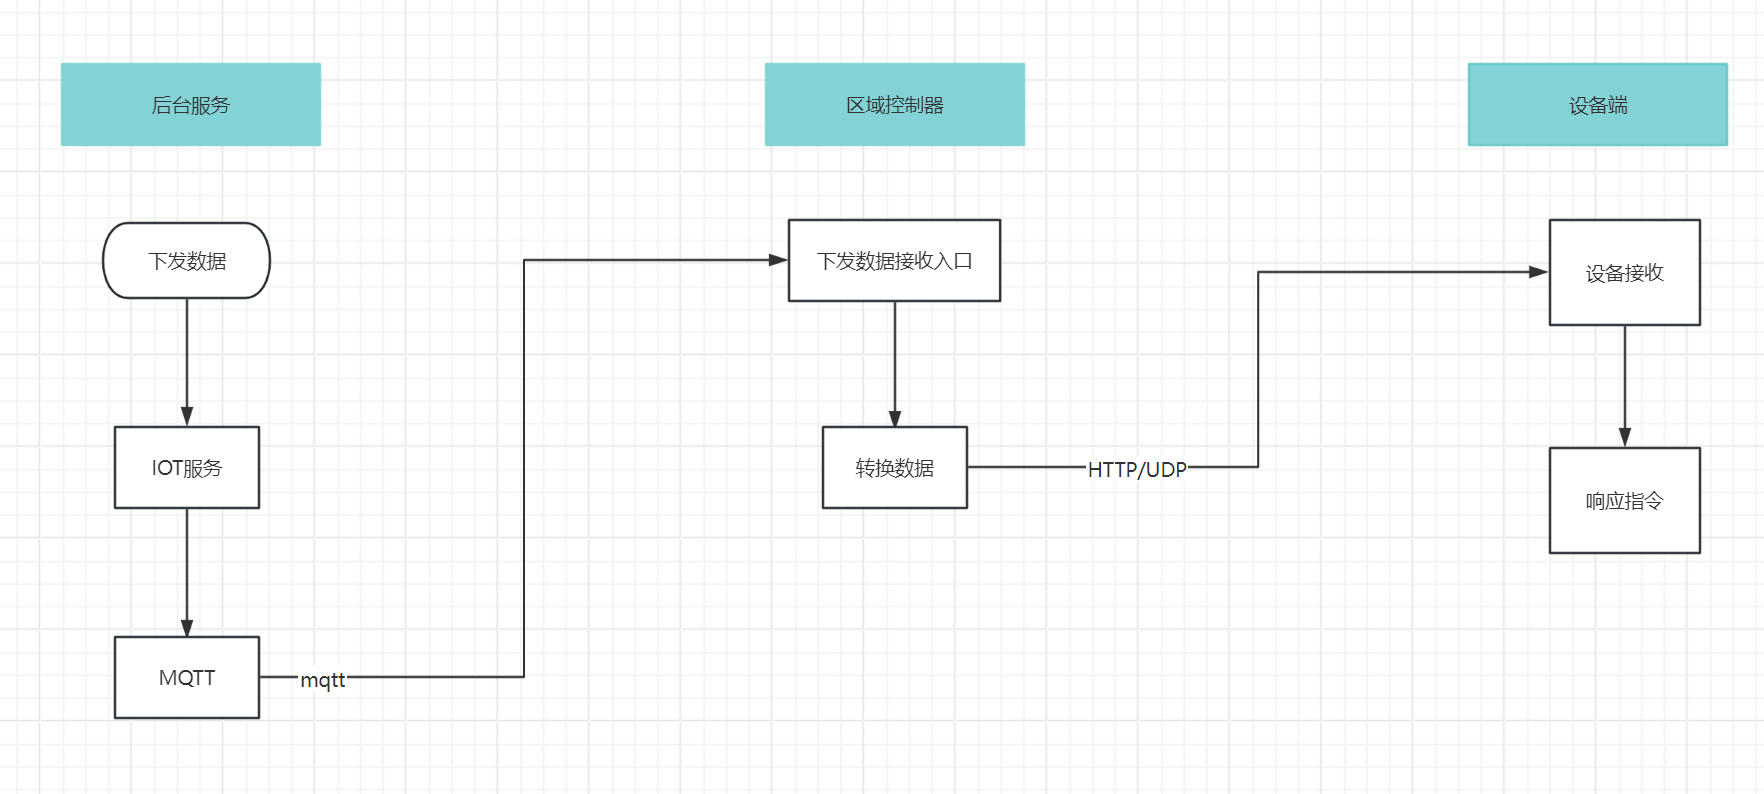 后台服务
区域控制器
设备端
下发数据
下发数据接收入口
设备接收
IOT服务
转换数据
HTTP/UDP
响应指令
MQTT
mqtt